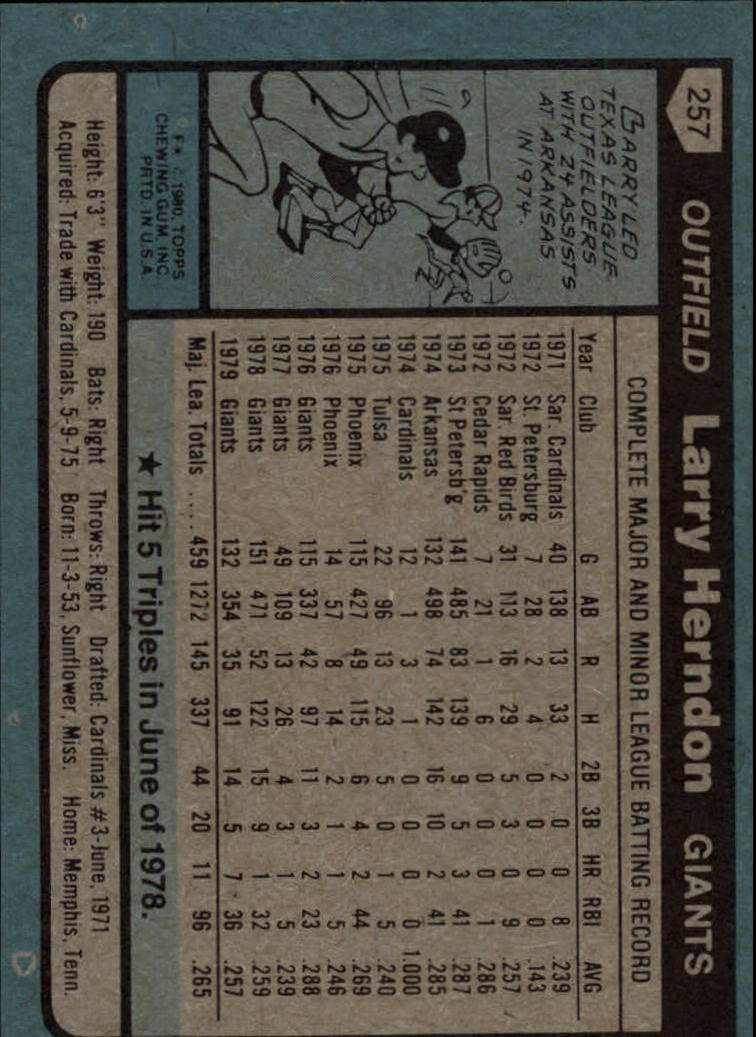 257 OUTFIELD Larry Herndon GIANTS
LARRY LED
TEXAS LEAGUE
OUTFIELDERS
WITH 24 ASSISTS
AT ARKANSAS
IN 1974.
© 1980, TOPPS
CHEWING GUM, INC.
PRTD. IN U.S.A.
COMPLETE MAJOR AND MINOR LEAGUE BATTING RECORD
Year Club G AB R H 2B 3B HR RBI AVG
1971 Sar. Cardinals 40 138 13 33 2 0 0 8 .239
1972 St. Petersburg 7 28 2 4 0 0 0 0 .143
1972 Sar. Red Birds 31 113 16 29 5 3 0 9 .257
1972 Cedar Rapids 7 21 1 6 0 0 0 1 .286
1973 St Petersb'g 141 485 83 139 9 5 3 41 .287
1974 Arkansas 132 498 74 142 16 10 2 41 .285
1974 Cardinals 12 1 3 1 0 0 0 0 1.000
1975 Tulsa 22 96 13 23 5 0 1 5 .240
1975 Phoenix 115 427 49 115 6 4 2 44 .269
1976 Phoenix 14 57 8 14 2 1 1 5 .246
1976 Giants 115 337 42 97 11 3 2 23 .288
1977 Giants 49 109 13 26 4 3 1 5 .239
1978 Giants 151 471 52 122 15 9 1 32 .259
1979 Giants 132 354 35 91 14 5 7 36 .257
Maj. Lea. Totals .... 459 1272 145 337 44 20 11 96 .265
★ Hit 5 Triples in June of 1978.
Height: 6'3" Weight: 190 Bats: Right Throws: Right Drafted: Cardinals #3-June, 1971
Acquired: Trade with Cardinals, 5-9-75 Born: 11-3-53, Sunflower, Miss. Home: Memphis, Tenn.